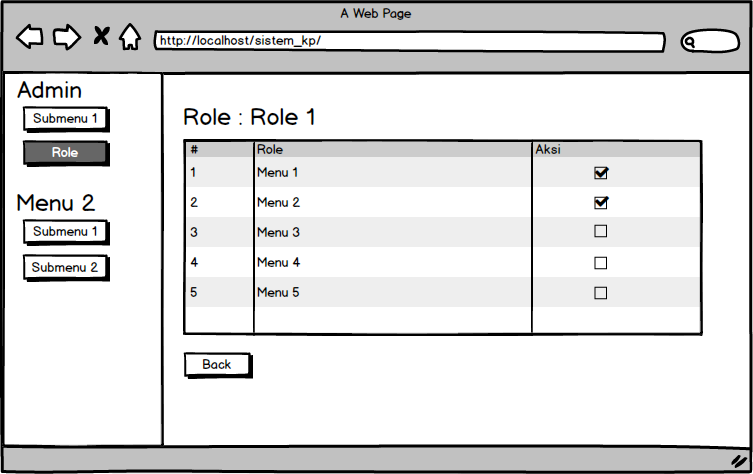 A Web Page
http://localhost/sistem_kp/
Admin
Submenu 1
Role
Menu 2
Submenu 1
Submenu 2
Role : Role 1
# Role Aksi
1 Menu 1
2 Menu 2
3 Menu 3
4 Menu 4
5 Menu 5
Back